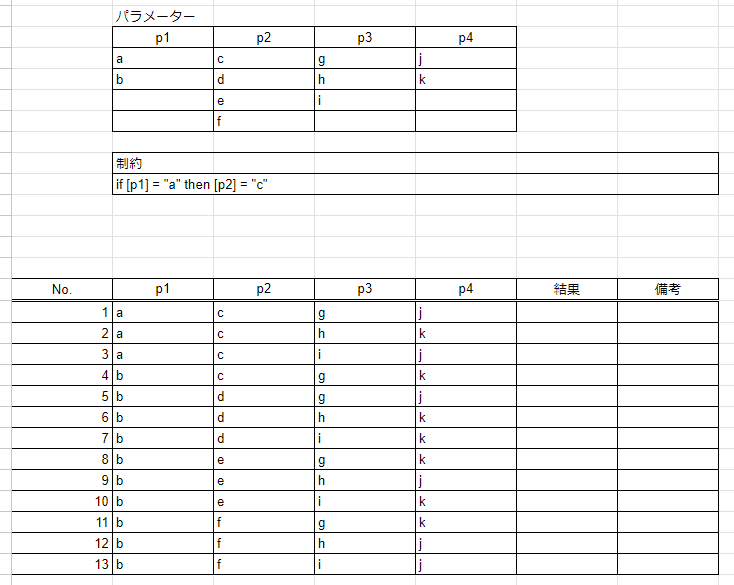 パラメーター
p1 p2 p3 p4
a c g j
b d h k
e i
f
制約
if [p1] = "a" then [p2] = "c"
No. p1 p2 p3 p4 結果 備考
1 a c g j
2 a c h k
3 a c i j
4 b c g k
5 b d g j
6 b d h k
7 b d i k
8 b e g k
9 b e h j
10 b e i k
11 b f g k
12 b f h j
13 b f i j